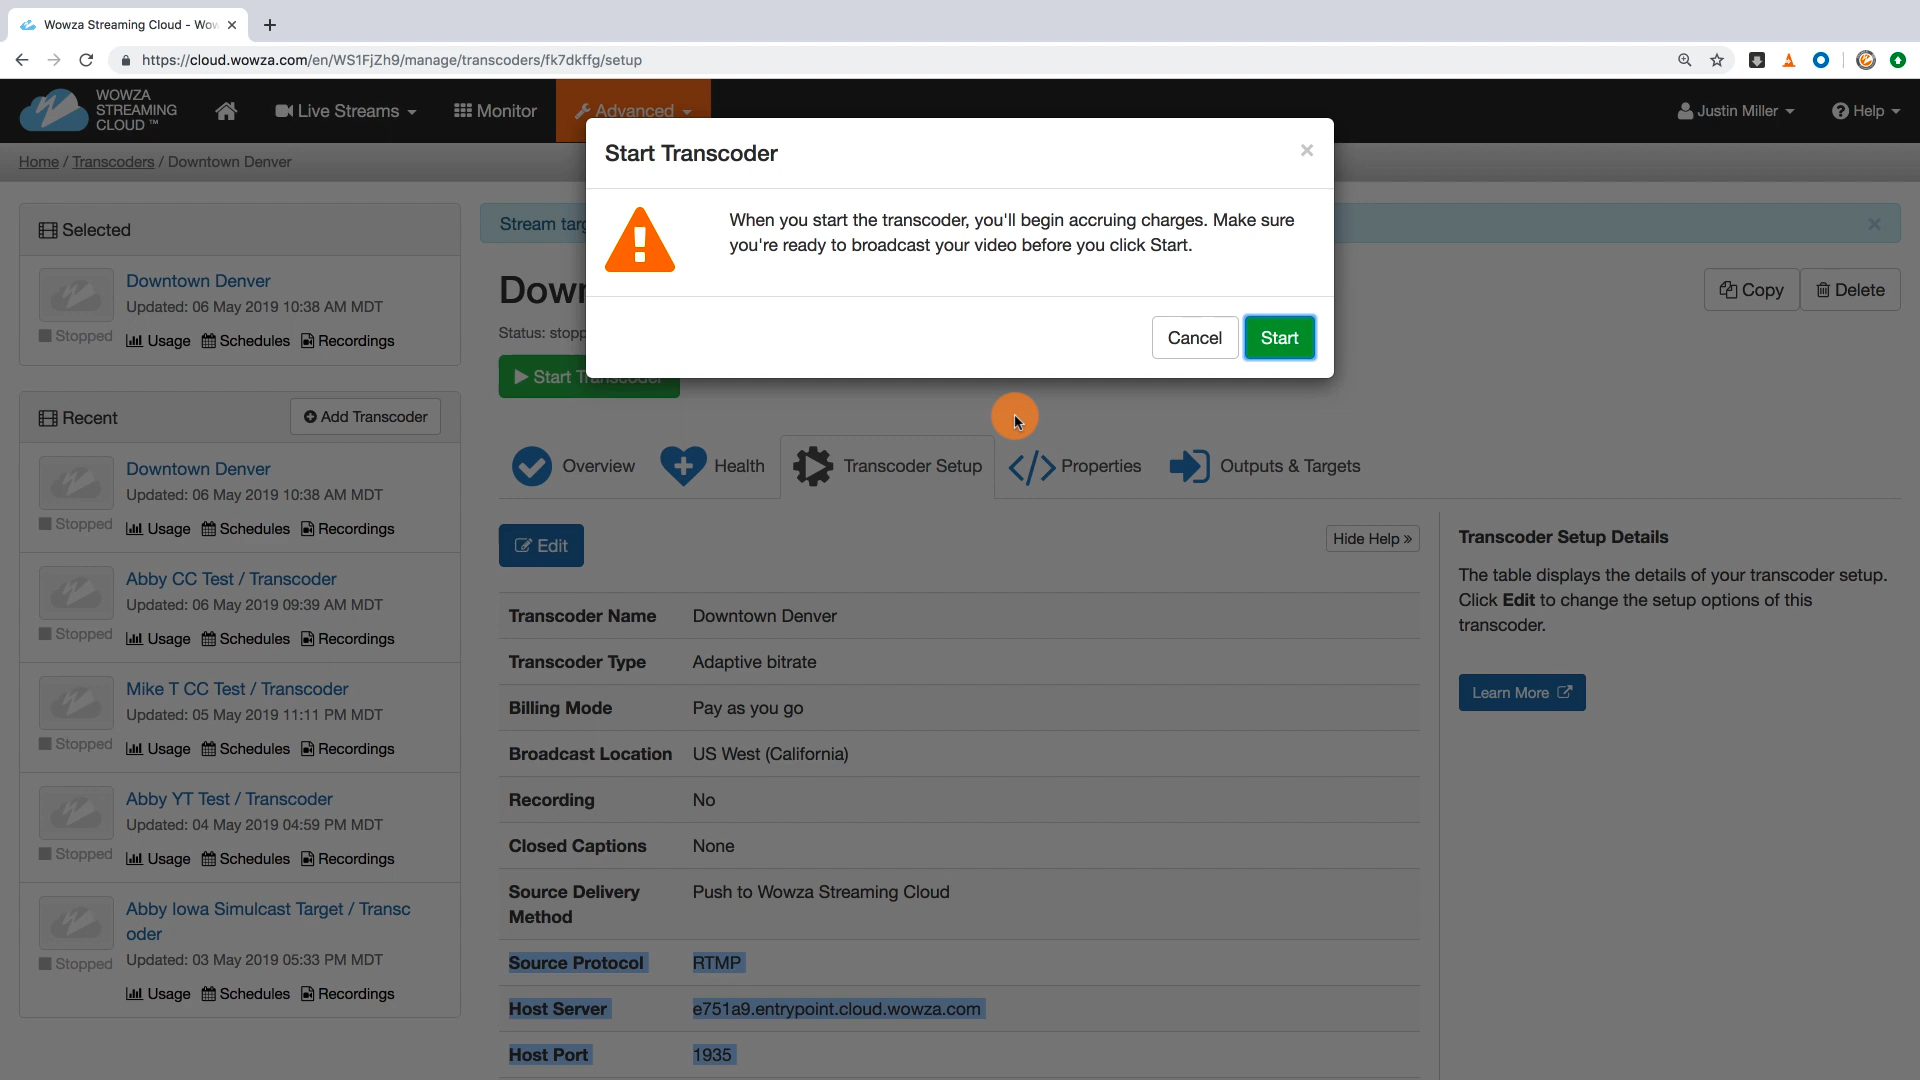 Wowza Streaming Cloud - Wow
https://cloud.wowza.com/en/WS1FjZh9/manage/transcoders/fk7dkffg/setup
WOWZA
STREAMING
CLOUD™
Live Streams
Monitor
Advanced
Justin Miller
Help
Home / Transcoders / Downtown Denver
Start Transcoder
When you start the transcoder, you'll begin accruing charges. Make sure
you're ready to broadcast your video before you click Start.
Cancel
Start
Selected
Downtown Denver
Updated: 06 May 2019 10:38 AM MDT
Stopped
Usage
Schedules
Recordings
Recent
Add Transcoder
Downtown Denver
Updated: 06 May 2019 10:38 AM MDT
Stopped
Usage
Schedules
Recordings
Abby CC Test / Transcoder
Updated: 06 May 2019 09:39 AM MDT
Stopped
Usage
Schedules
Recordings
Mike T CC Test / Transcoder
Updated: 05 May 2019 11:11 PM MDT
Stopped
Usage
Schedules
Recordings
Abby YT Test / Transcoder
Updated: 04 May 2019 04:59 PM MDT
Stopped
Usage
Schedules
Recordings
Abby Iowa Simulcast Target / Transc
oder
Updated: 03 May 2019 05:33 PM MDT
Stopped
Usage
Schedules
Recordings
Stream targ
Down
Status: stopp
Start Transcoder
Copy
Delete
Overview
Health
Transcoder Setup
Properties
Outputs & Targets
Edit
Hide Help »
Transcoder Name Downtown Denver
Transcoder Type Adaptive bitrate
Billing Mode Pay as you go
Broadcast Location US West (California)
Recording No
Closed Captions None
Source Delivery Push to Wowza Streaming Cloud
Method
Source Protocol RTMP
Host Server e751a9.entrypoint.cloud.wowza.com
Host Port 1935
Transcoder Setup Details
The table displays the details of your transcoder setup.
Click Edit to change the setup options of this
transcoder.
Learn More